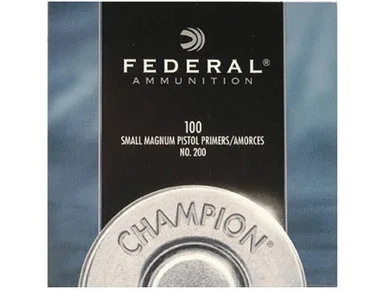 FEDERAL®
AMMUNITION
100
SMALL MAGNUM PISTOL PRIMERS/AMORCES
NO. 200
CHAMPION®